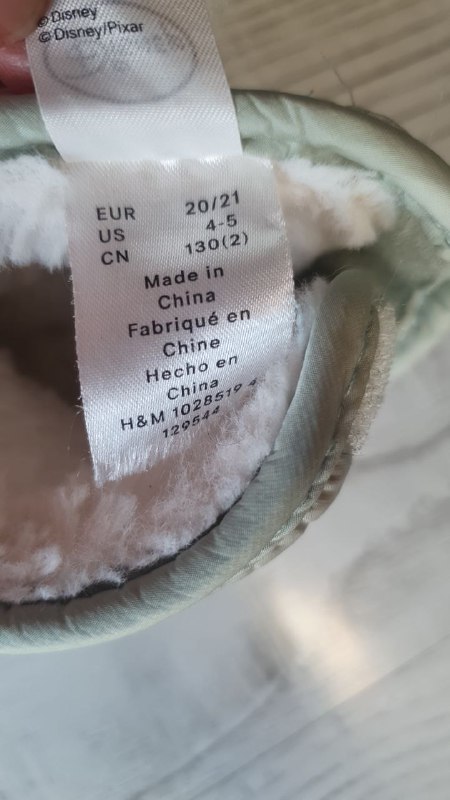 © Disney
© Disney/Pixar
EUR 20/21
US 4-5
CN 130(2)
Made in
China
Fabriqué en
Chine
Hecho en
China
H&M 1028519 4
129544